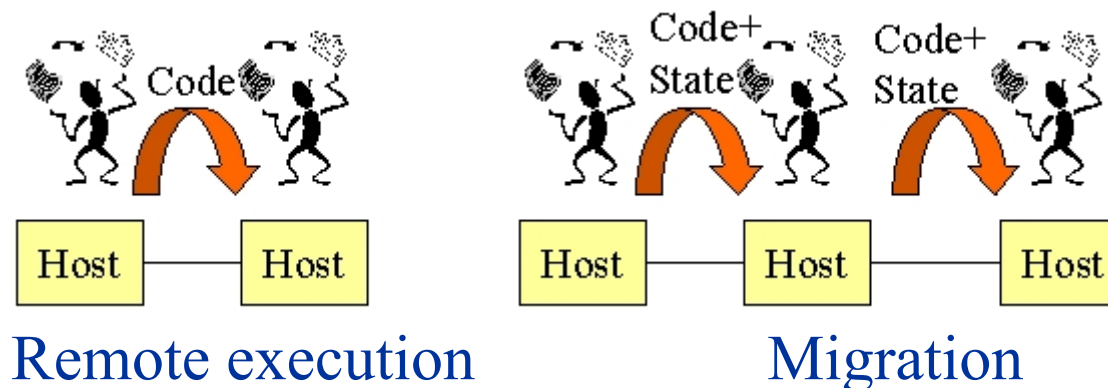 Code
Host
Host
Remote execution
Code+
State
Code+
State
Host
Host
Host
Migration